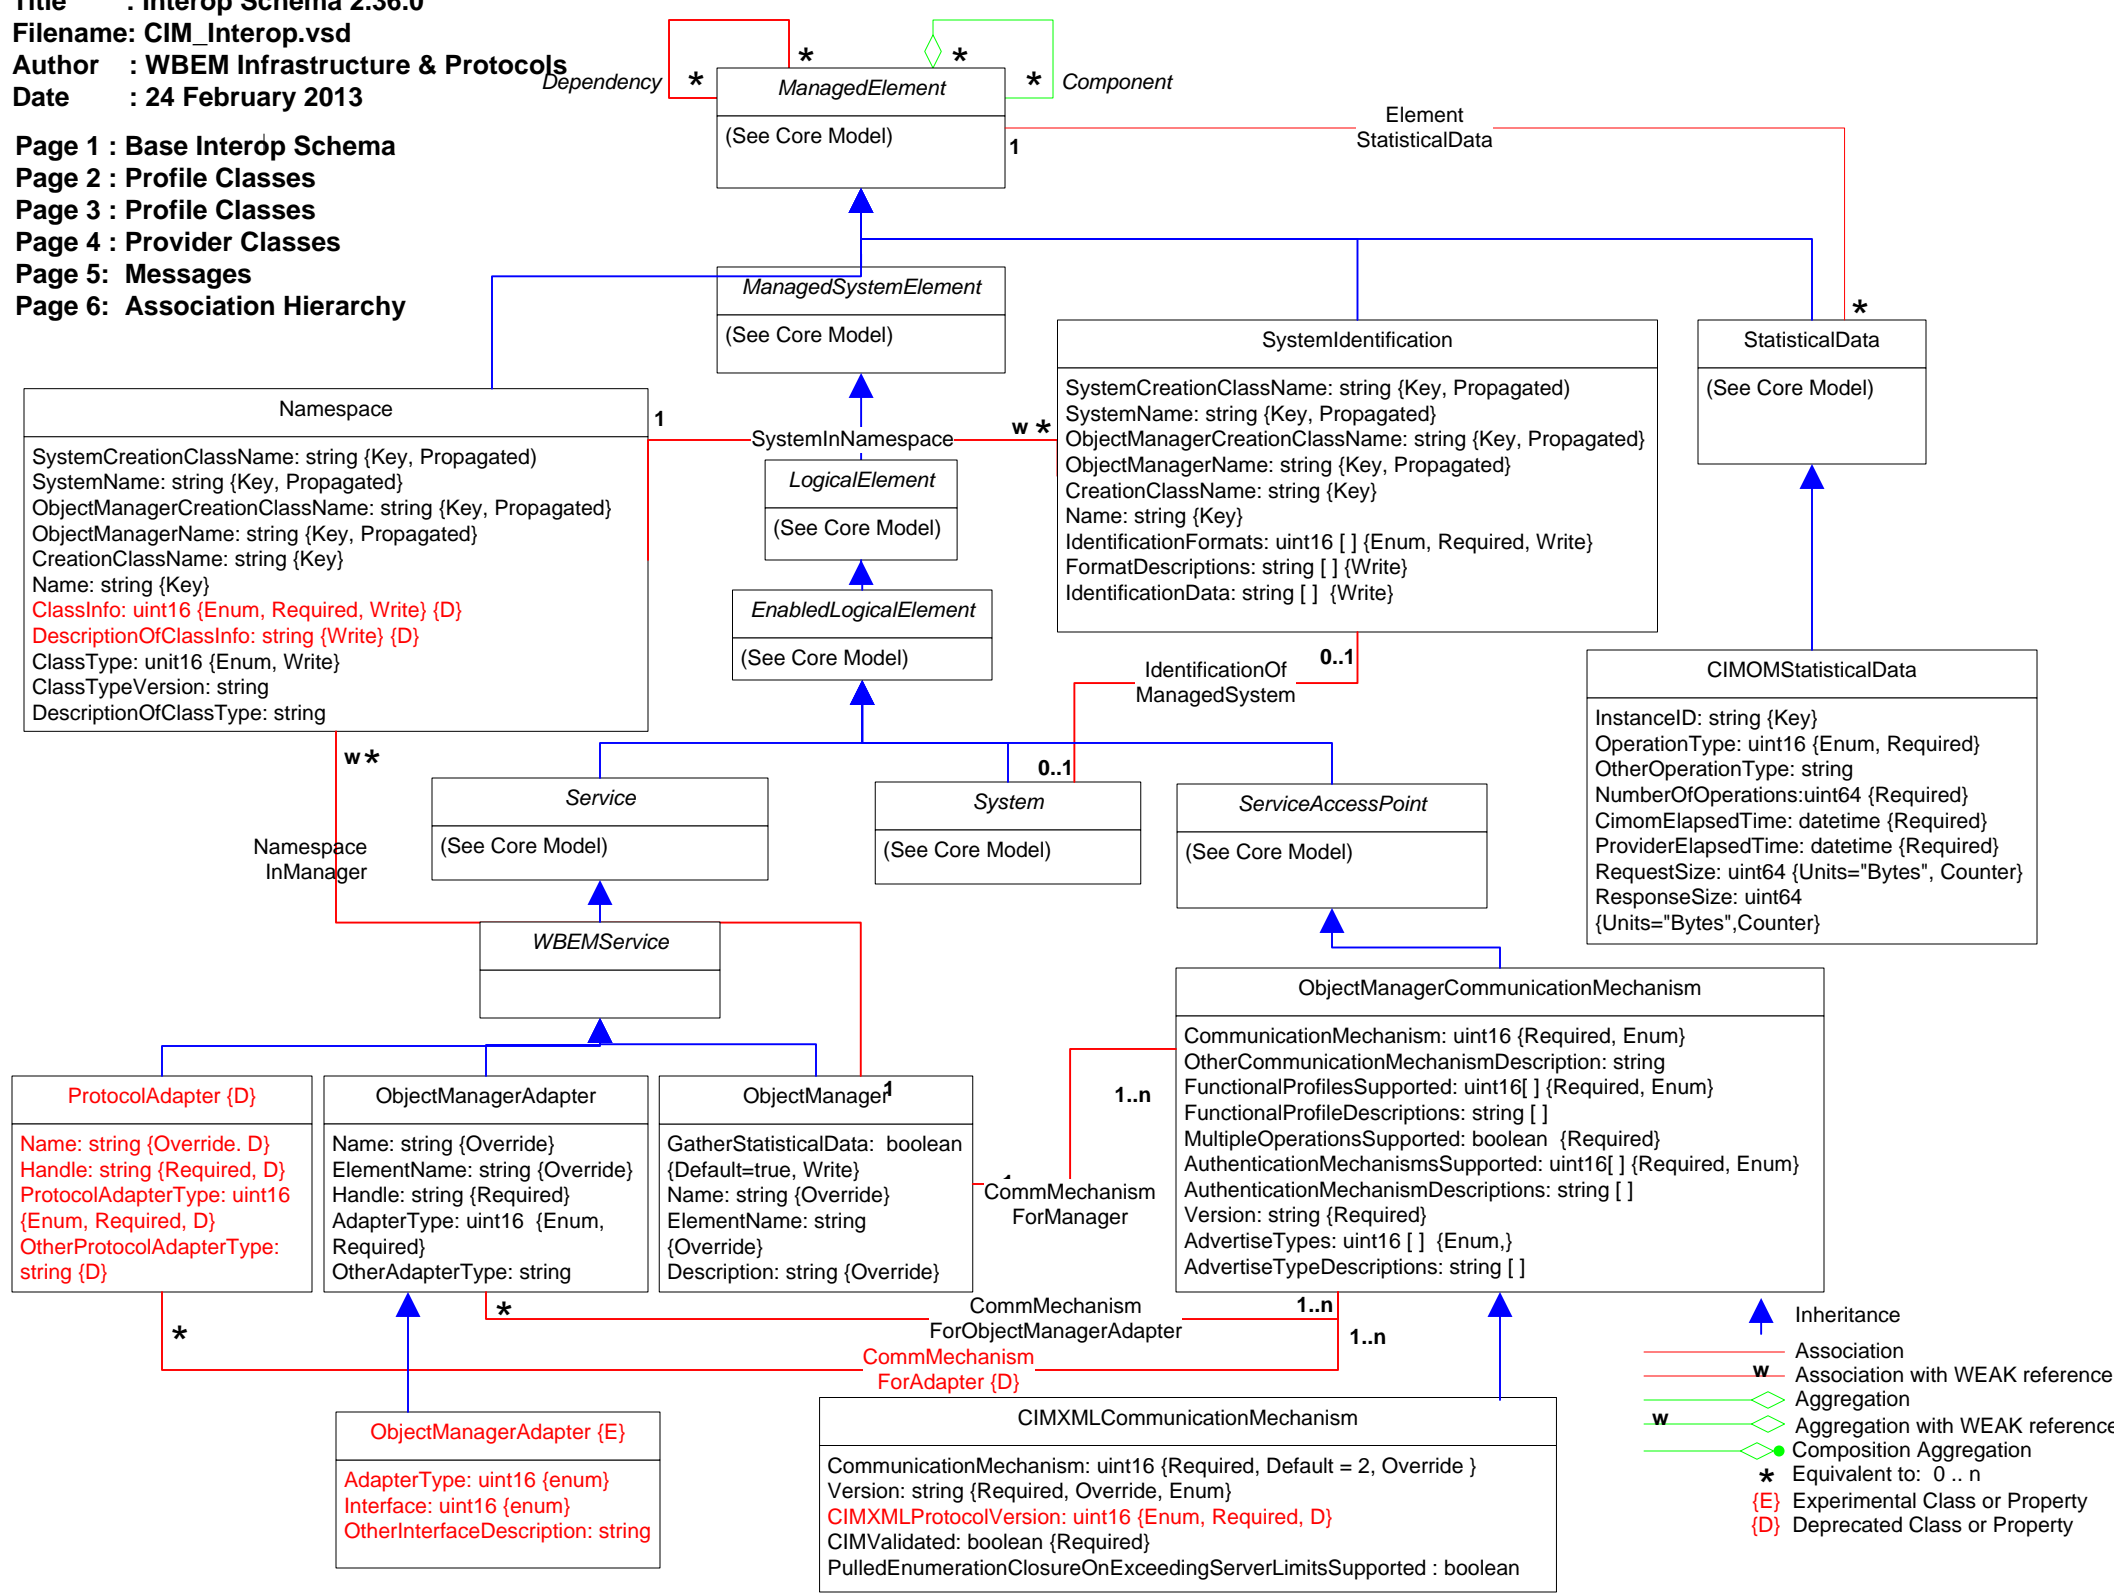 Title : Interop Schema 2.36.0
Filename: CIM_Interop.vsd
Author : WBEM Infrastructure & Protocols
Date : 24 February 2013
Page 1 : Base Interop Schema
Page 2 : Profile Classes
Page 3 : Profile Classes
Page 4 : Provider Classes
Page 5: Messages
Page 6: Association Hierarchy
Dependency
*
*
*
*
Component
ManagedElement
(See Core Model)
1
Element
StatisticalData
*
ManagedSystemElement
(See Core Model)
SystemIdentification
SystemCreationClassName: string {Key, Propagated)
SystemName: string {Key, Propagated}
ObjectManagerCreationClassName: string {Key, Propagated}
ObjectManagerName: string {Key, Propagated}
CreationClassName: string {Key}
Name: string {Key}
IdentificationFormats: uint16 [ ] {Enum, Required, Write}
FormatDescriptions: string [ ] {Write}
IdentificationData: string [ ] {Write}
StatisticalData
(See Core Model)
Namespace
SystemCreationClassName: string {Key, Propagated)
SystemName: string {Key, Propagated}
ObjectManagerCreationClassName: string {Key, Propagated}
ObjectManagerName: string {Key, Propagated}
CreationClassName: string {Key}
Name: string {Key}
ClassInfo: uint16 {Enum, Required, Write} {D}
DescriptionOfClassInfo: string {Write} {D}
ClassType: unit16 {Enum, Write}
ClassTypeVersion: string
DescriptionOfClassType: string
1
SystemInNamespace
w *
LogicalElement
(See Core Model)
EnabledLogicalElement
(See Core Model)
IdentificationOf
ManagedSystem
0..1
0..1
CIMOMStatisticalData
InstanceID: string {Key}
OperationType: uint16 {Enum, Required}
OtherOperationType: string
NumberOfOperations:uint64 {Required}
CimomElapsedTime: datetime {Required}
ProviderElapsedTime: datetime {Required}
RequestSize: uint64 {Units="Bytes", Counter}
ResponseSize: uint64
{Units="Bytes",Counter}
w *
Namespace
InManager
Service
(See Core Model)
System
(See Core Model)
ServiceAccessPoint
(See Core Model)
WBEMService
ObjectManagerCommunicationMechanism
CommunicationMechanism: uint16 {Required, Enum}
OtherCommunicationMechanismDescription: string
FunctionalProfilesSupported: uint16[ ] {Required, Enum}
FunctionalProfileDescriptions: string [ ]
MultipleOperationsSupported: boolean {Required}
AuthenticationMechanismsSupported: uint16[ ] {Required, Enum}
AuthenticationMechanismDescriptions: string [ ]
Version: string {Required}
AdvertiseTypes: uint16 [ ] {Enum,}
AdvertiseTypeDescriptions: string [ ]
ProtocolAdapter {D}
Name: string {Override. D}
Handle: string {Required, D}
ProtocolAdapterType: uint16
{Enum, Required, D}
OtherProtocolAdapterType:
string {D}
ObjectManagerAdapter
Name: string {Override}
ElementName: string {Override}
Handle: string {Required}
AdapterType: uint16 {Enum,
Required}
OtherAdapterType: string
ObjectManager
1
GatherStatisticalData: boolean
{Default=true, Write}
Name: string {Override}
ElementName: string
{Override}
Description: string {Override}
1..n
CommMechanism
ForManager
*
*
CommMechanism
ForObjectManagerAdapter
1..n
1..n
CommMechanism
ForAdapter {D}
ObjectManagerAdapter {E}
AdapterType: uint16 {enum}
Interface: uint16 {enum}
OtherInterfaceDescription: string
CIMXMLCommunicationMechanism
CommunicationMechanism: uint16 {Required, Default = 2, Override }
Version: string {Required, Override, Enum}
CIMXMLProtocolVersion: uint16 {Enum, Required, D}
CIMValidated: boolean {Required}
PulledEnumerationClosureOnExceedingServerLimitsSupported : boolean
Inheritance
Association
w Association with WEAK reference
Aggregation
w Aggregation with WEAK reference
Composition Aggregation
* Equivalent to: 0 .. n
{E} Experimental Class or Property
{D} Deprecated Class or Property